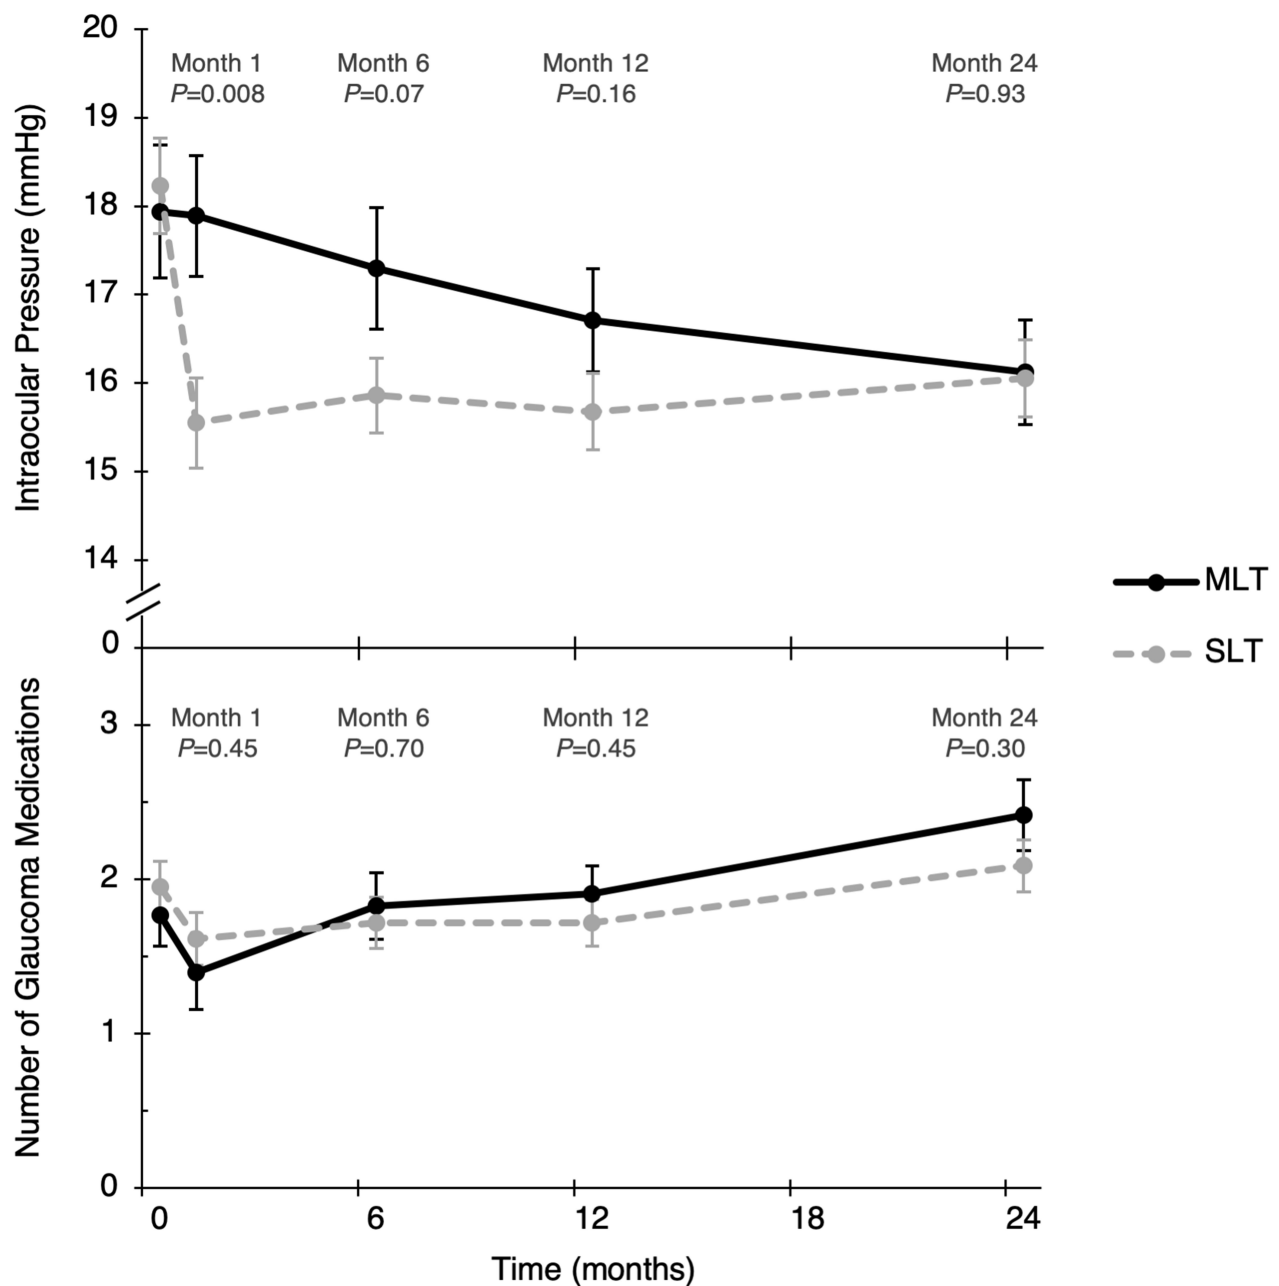 20
Month 1 Month 6 Month 12 Month 24
P=0.008 P=0.07 P=0.16 P=0.93
19
18
17
16
15
14
0
Intraocular Pressure (mmHg)
MLT
SLT
Month 1 Month 6 Month 12 Month 24
P=0.45 P=0.70 P=0.45 P=0.30
3
2
1
0
Number of Glaucoma Medications
0 6 12 18 24
Time (months)